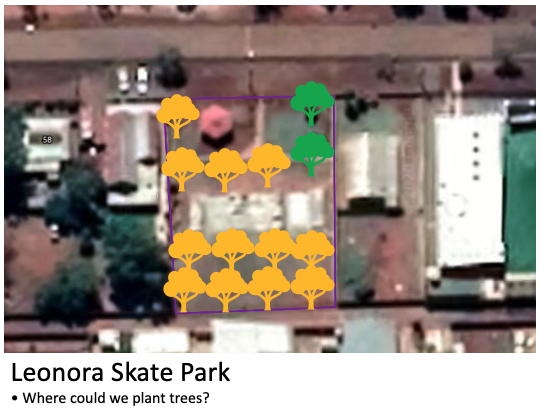 58
Leonora Skate Park
• Where could we plant trees?